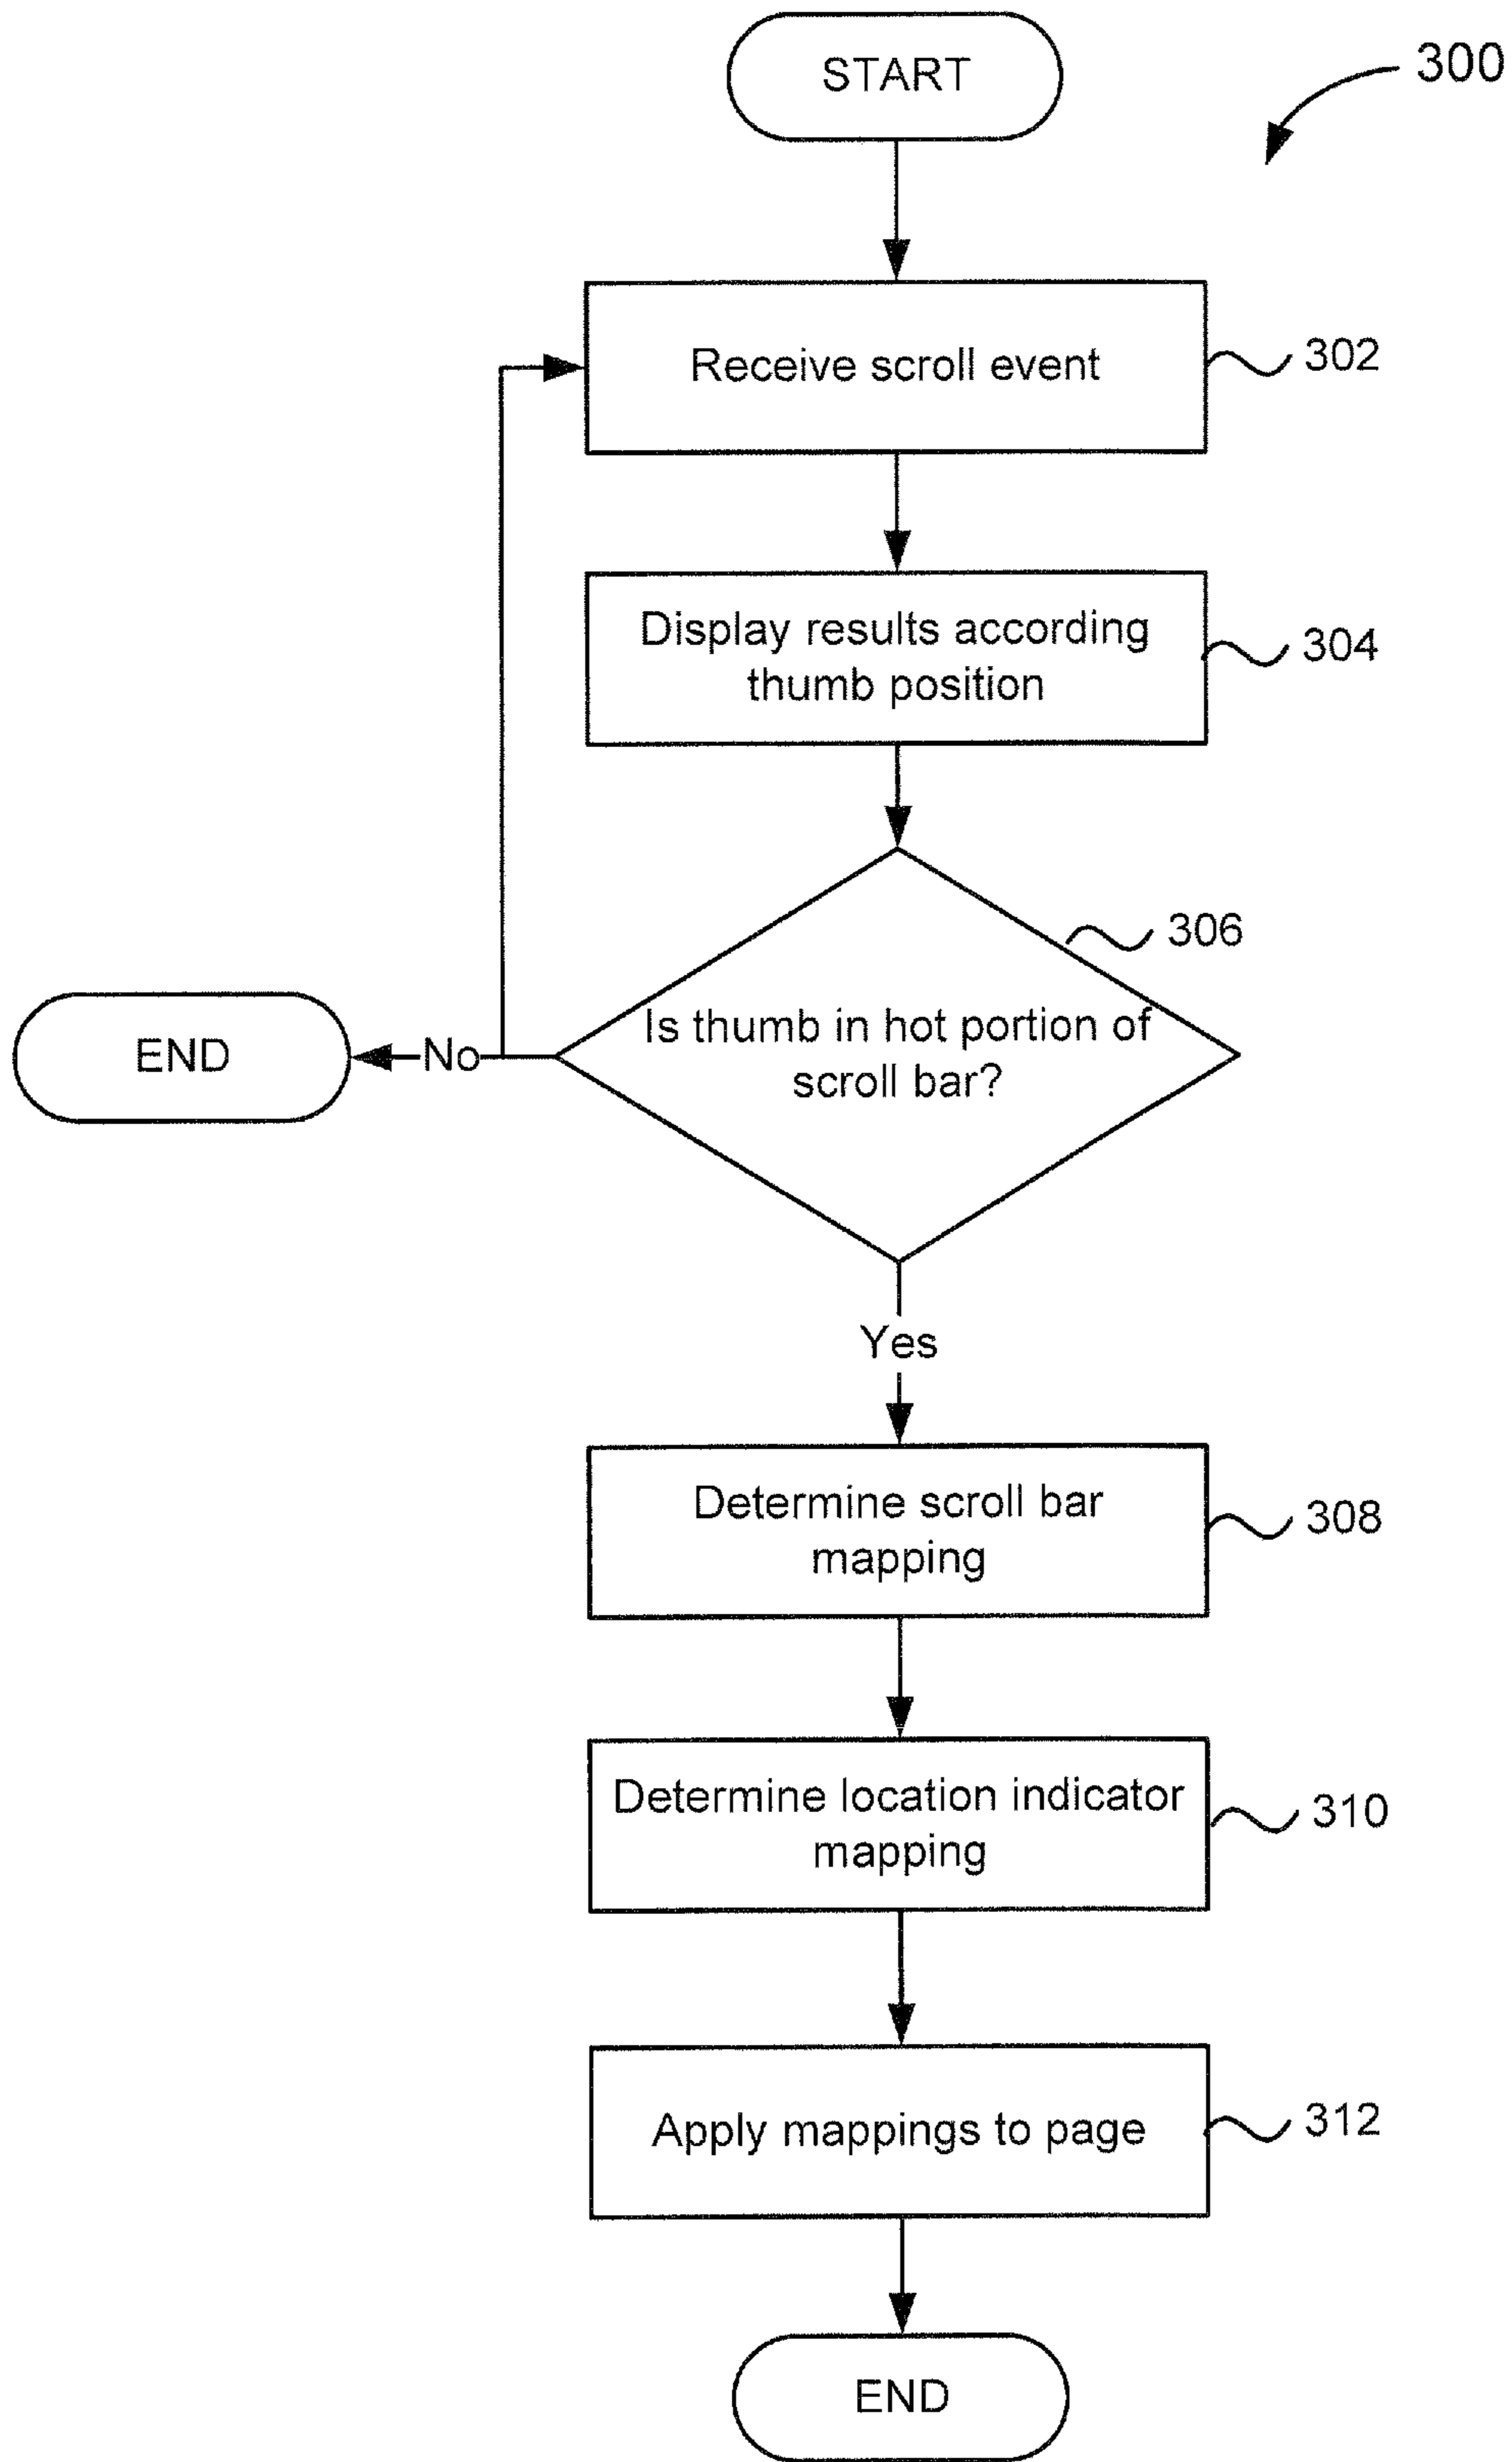 START
300
Receive scroll event
302
Display results according
thumb position
304
306
Is thumb in hot portion of
scroll bar?
No
END
Yes
Determine scroll bar
mapping
308
Determine location indicator
mapping
310
Apply mappings to page
312
END